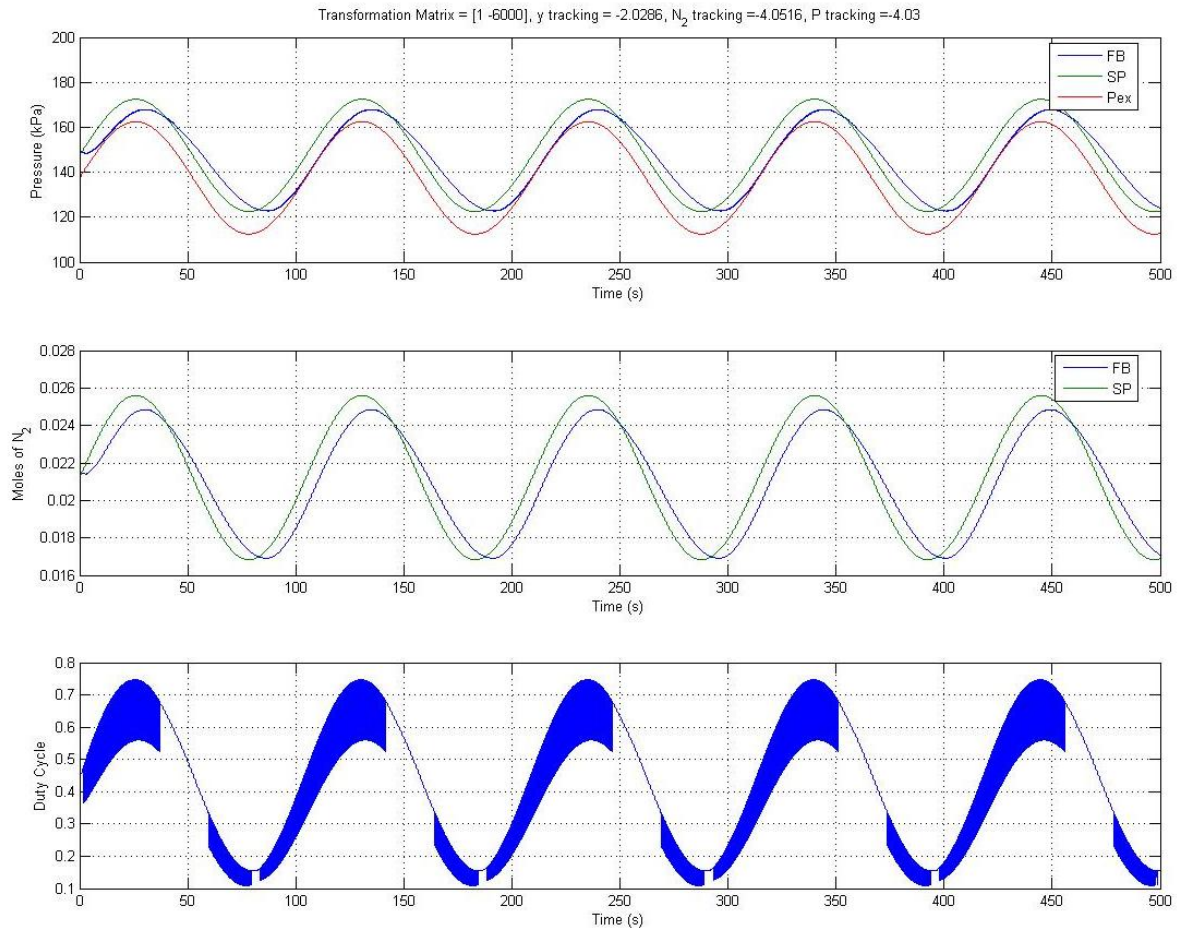 Transformation Matrix = [1 -6000], y tracking = -2.0286, N2 tracking =-4.0516, P tracking =-4.03
200
180
160
140
120
100
Pressure (kPa)
FB
SP
Pex
0 50 100 150 200 250 300 350 400 450 500
Time (s)
0.028
0.026
0.024
0.022
0.02
0.018
0.016
Moles of N2
FB
SP
0 50 100 150 200 250 300 350 400 450 500
Time (s)
0.8
0.7
0.6
0.5
0.4
0.3
0.2
0.1
Duty Cycle
0 50 100 150 200 250 300 350 400 450 500
Time (s)